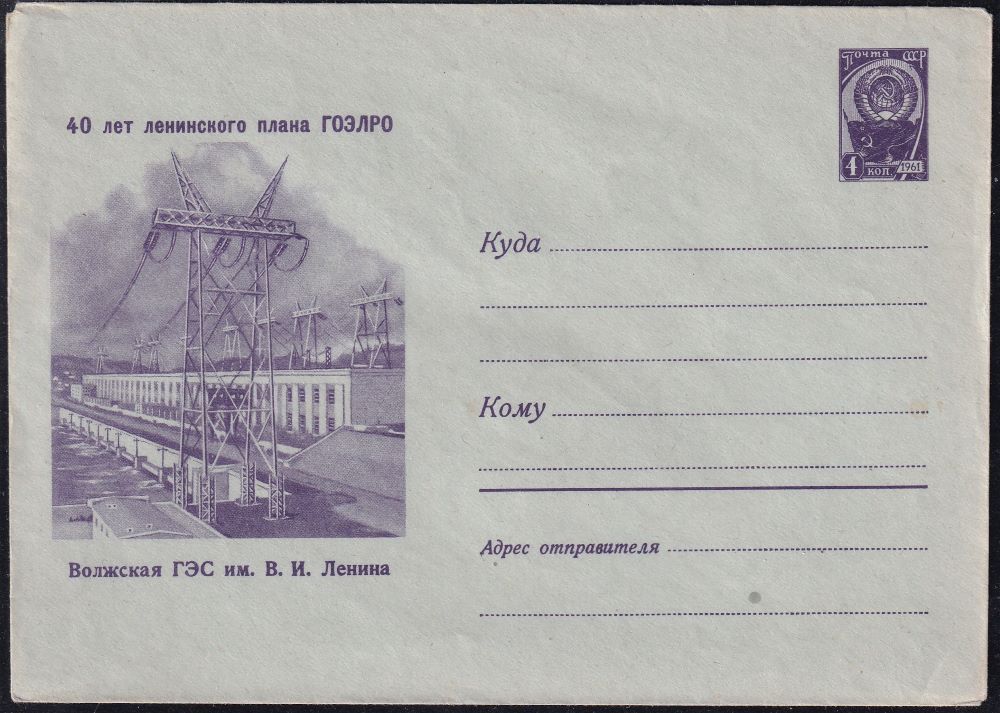 Почта СССР
4 КОП. 1961
40 лет ленинского плана ГОЭЛРО
Волжская ГЭС им. В. И. Ленина
Куда
Кому
Адрес отправителя